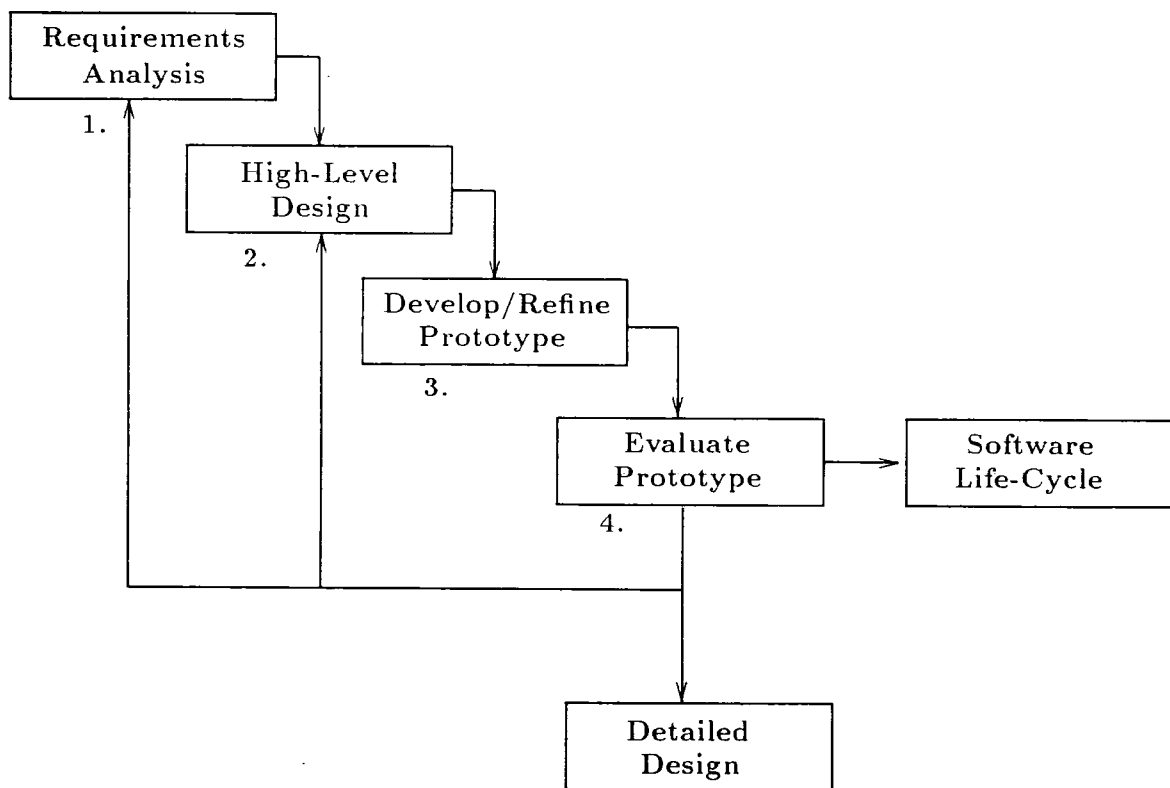 Requirements
Analysis
1.
High-Level
Design
2.
Develop/Refine
Prototype
3.
Evaluate
Prototype
4.
Software
Life-Cycle
Detailed
Design